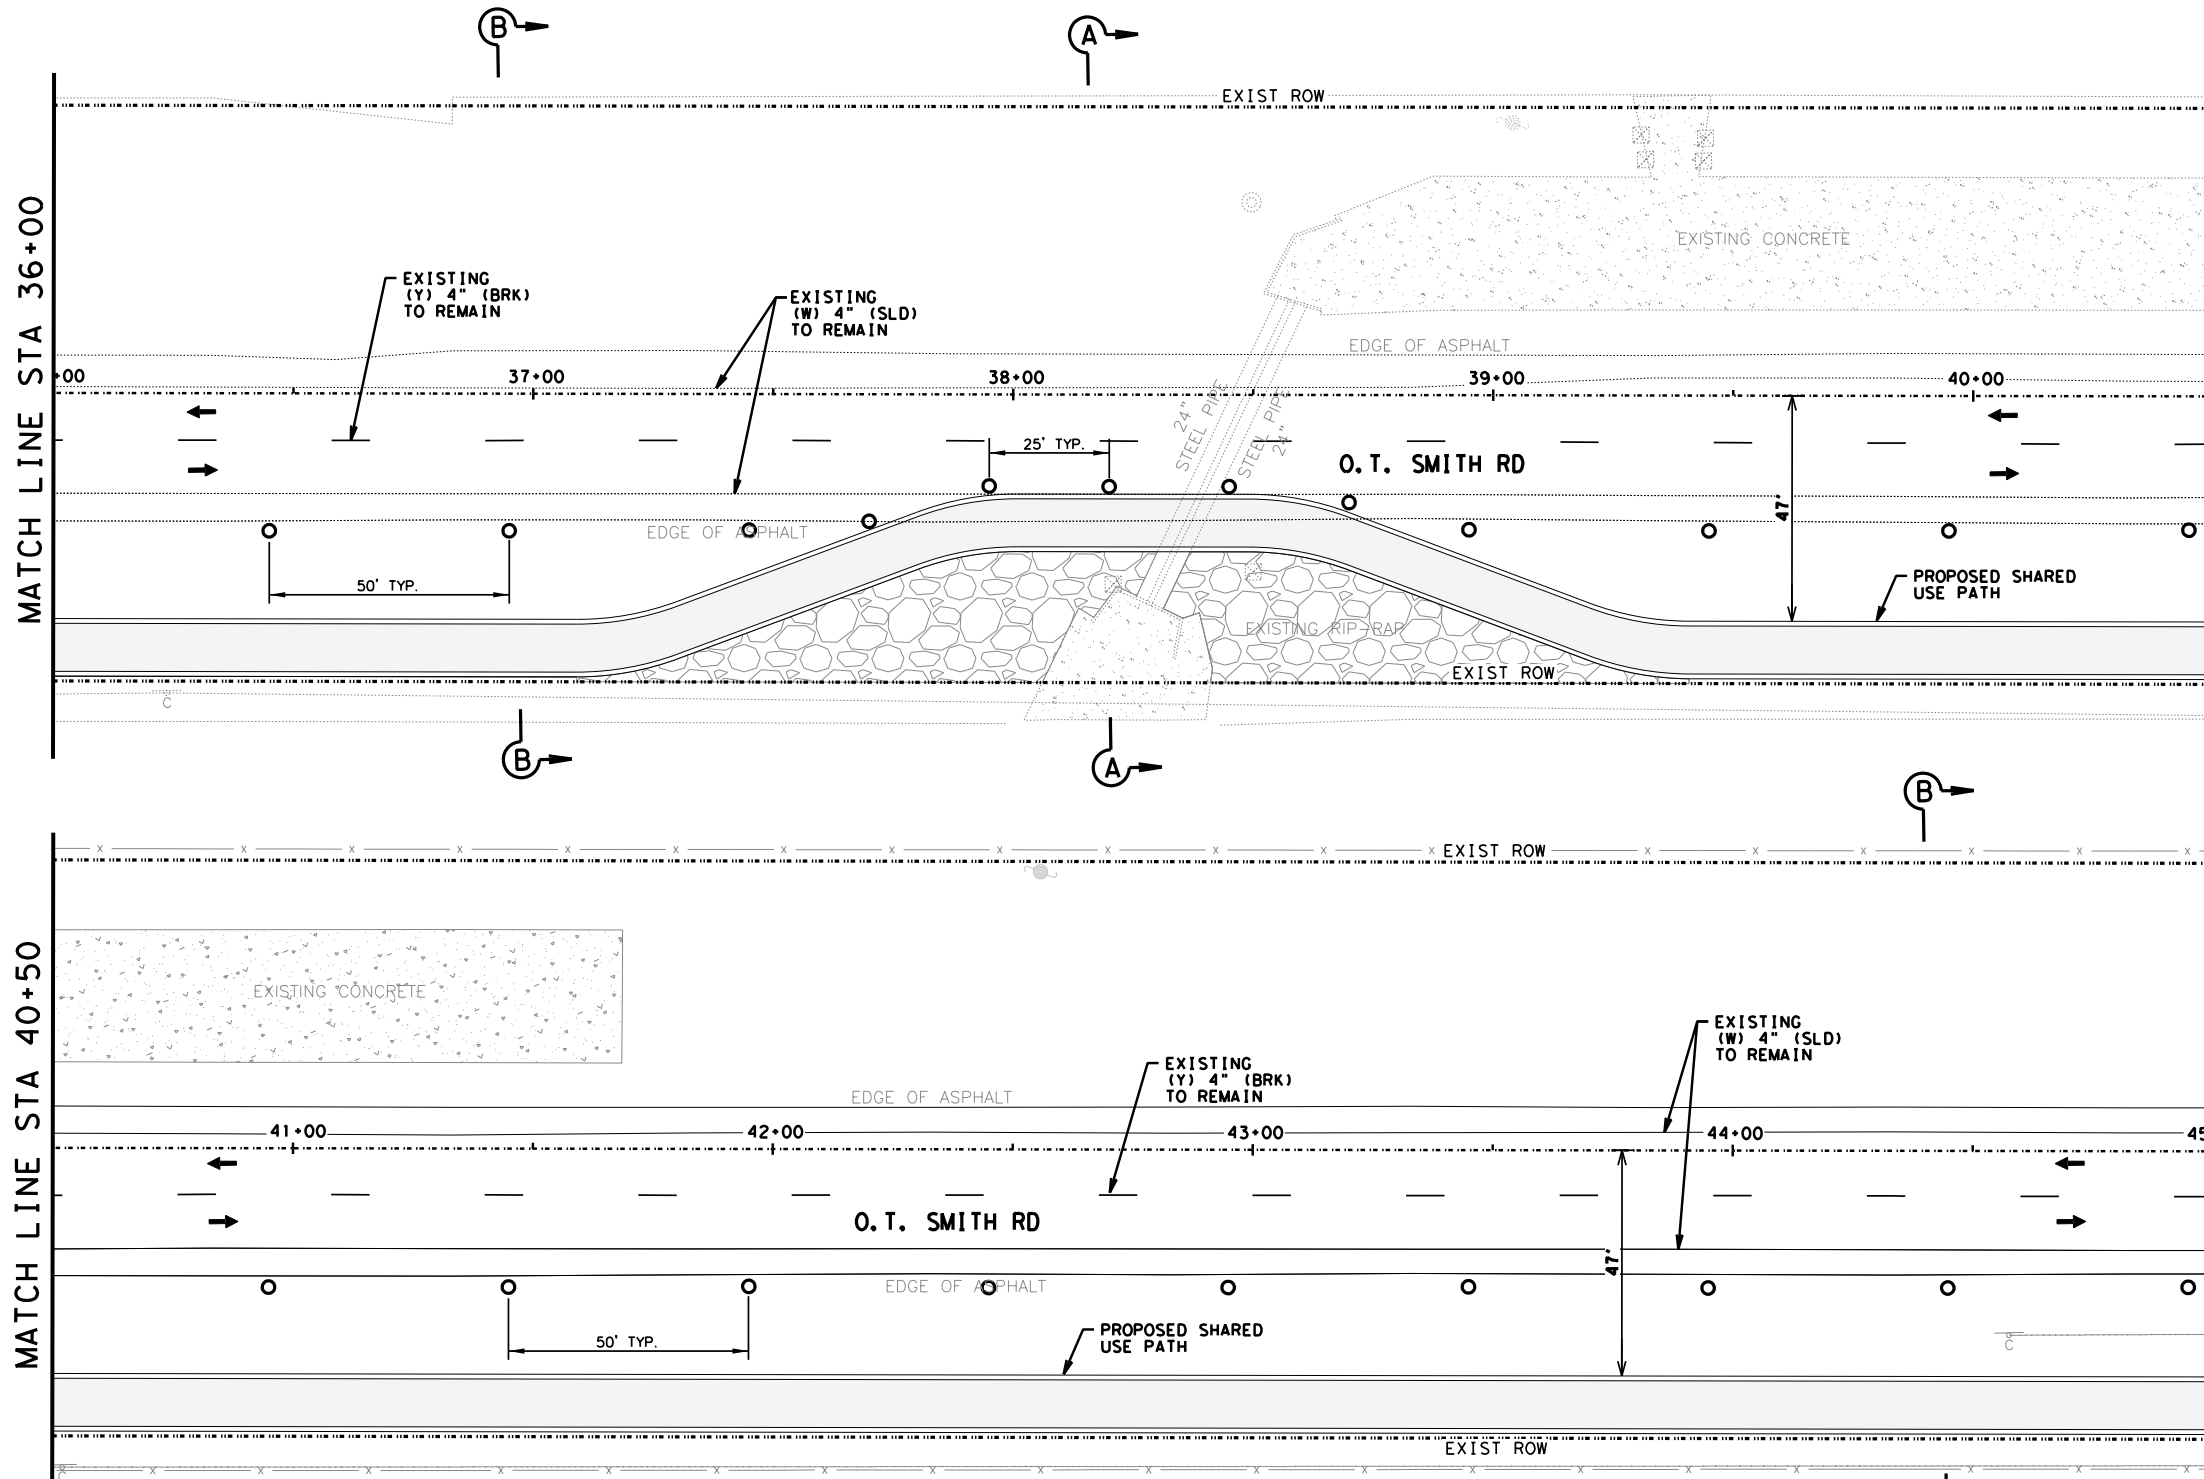 B
A
EXIST ROW
EXISTING CONCRETE
EXISTING
(Y) 4" (BRK)
TO REMAIN
EXISTING
(W) 4" (SLD)
TO REMAIN
EDGE OF ASPHALT
MATCH LINE STA 36+00
+00
37+00
38+00
39+00
40+00
24"
STEEL PIPE
STEEL PIPE
24"
25' TYP.
O.T. SMITH RD
47'
EDGE OF ASPHALT
50' TYP.
PROPOSED SHARED
USE PATH
EXISTING RIP-RAP
EXIST ROW
C
B
A
B
X X X X X X X X X X X X X
EXIST ROW
X X X X X X
EXISTING CONCRETE
MATCH LINE STA 40+50
EXISTING
(W) 4" (SLD)
TO REMAIN
EXISTING
(Y) 4" (BRK)
TO REMAIN
EDGE OF ASPHALT
41+00
42+00
43+00
44+00
45
O.T. SMITH RD
47'
EDGE OF ASPHALT
50' TYP.
PROPOSED SHARED
USE PATH
C
EXIST ROW
C
X X X X X X X X X X X X X X X X X X X X